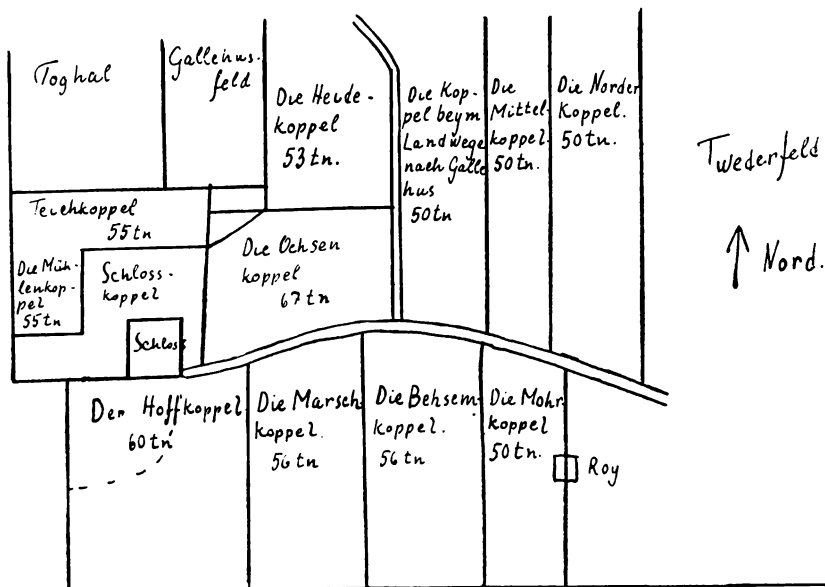 Toghal
Gallehus-
feld
Die Heide-
koppel
53 tn.
Die Kop-
pel beym
Landwege
nach Galle
hus
50 tn
Die
Mittel-
koppel.
50 tn.
Die Norder
Koppel.
50 tn.
Twederfeld
Nord.
Teichkoppel
55 tn
Die Müh-
lenkop-
pel
55 tn
Schloss-
koppel
Schloss
Die Ochsen
koppel
67 tn
Der Hoffkoppel.
60 tn
Die Marsch
koppel.
56 tn
Die Behsem-
koppel.
56 tn
Die Mohr-
koppel
50 tn.
Roy